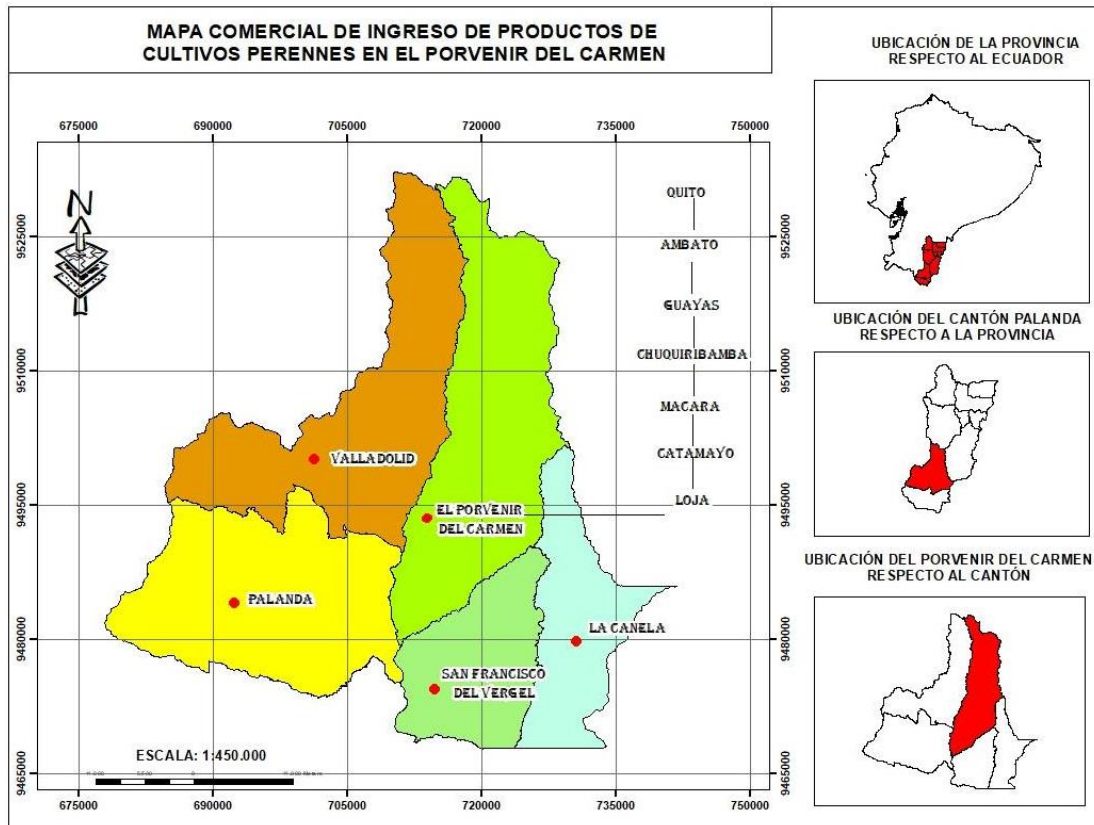 MAPA COMERCIAL DE INGRESO DE PRODUCTOS DE
CULTIVOS PERENNES EN EL PORVENIR DEL CARMEN
675000 690000 705000 720000 735000 750000
N
9525000
9510000
9495000
9480000
9465000
QUITO
AMBATO
GUAYAS
CHUQUIRIBAMBA
MACARA
CATAMAYO
LOJA
VALLADOLID
EL PORVENIR
DEL CARMEN
PALANDA
LA CANELA
SAN FRANCISCO
DEL VERGEL
ESCALA: 1:450.000
9525000
9510000
9495000
9480000
9465000
675000 690000 705000 720000 735000 750000
UBICACIÓN DE LA PROVINCIA
RESPECTO AL ECUADOR
UBICACIÓN DEL CANTÓN PALANDA
RESPECTO A LA PROVINCIA
UBICACIÓN DEL PORVENIR DEL CARMEN
RESPECTO AL CANTÓN